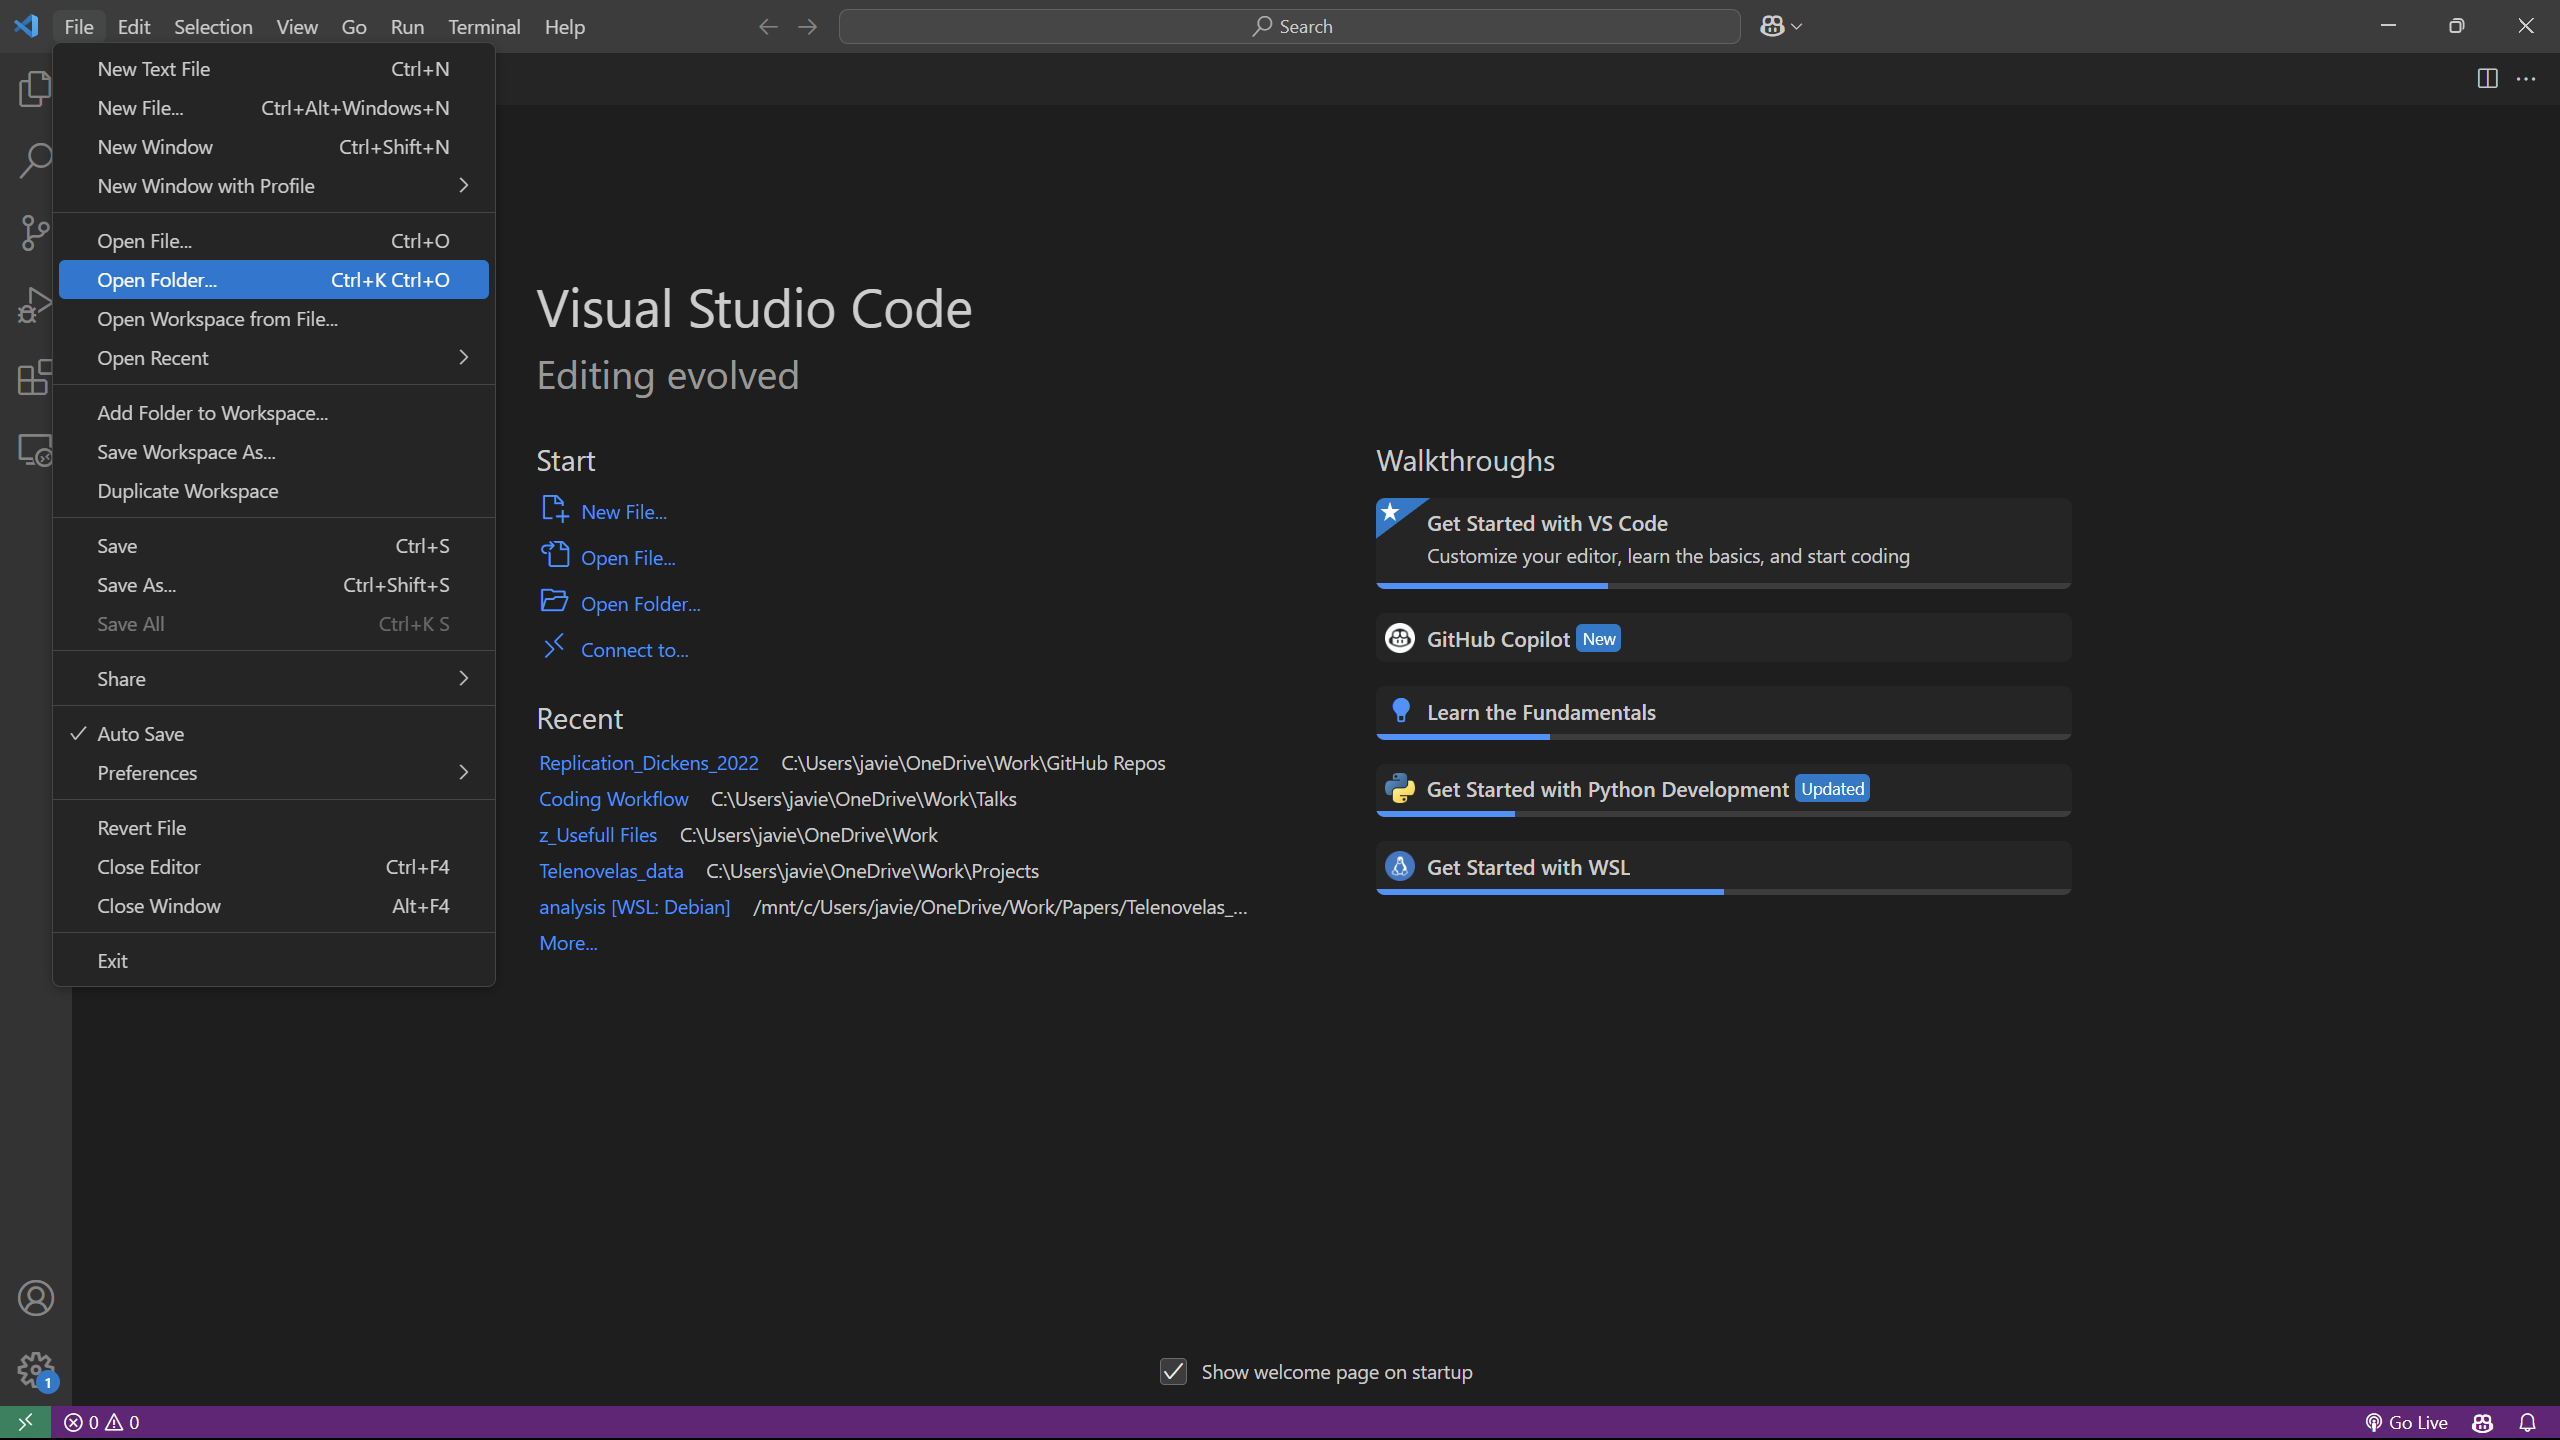 File Edit Selection View Go Run Terminal Help
Search
New Text File Ctrl+N
New File... Ctrl+Alt+Windows+N
New Window Ctrl+Shift+N
New Window with Profile
Open File... Ctrl+O
Open Folder... Ctrl+K Ctrl+O
Open Workspace from File...
Open Recent
Add Folder to Workspace...
Save Workspace As...
Duplicate Workspace
Save Ctrl+S
Save As... Ctrl+Shift+S
Save All Ctrl+K S
Share
Auto Save
Preferences
Revert File
Close Editor Ctrl+F4
Close Window Alt+F4
Exit
Visual Studio Code
Editing evolved
Start
New File...
Open File...
Open Folder...
Connect to...
Recent
Replication_Dickens_2022 C:\Users\javie\OneDrive\Work\GitHub Repos
Coding Workflow C:\Users\javie\OneDrive\Work\Talks
z_Usefull Files C:\Users\javie\OneDrive\Work
Telenovelas_data C:\Users\javie\OneDrive\Work\Projects
analysis [WSL: Debian] /mnt/c/Users/javie/OneDrive/Work/Papers/Telenovelas_...
More...
Walkthroughs
Get Started with VS Code
Customize your editor, learn the basics, and start coding
GitHub Copilot New
Learn the Fundamentals
Get Started with Python Development Updated
Get Started with WSL
Show welcome page on startup
1
0 0
Go Live